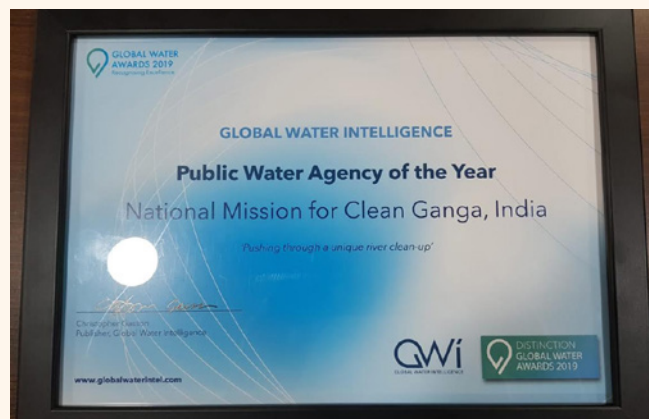 GLOBAL WATER
AWARDS 2019
Recognising Excellence
GLOBAL WATER INTELLIGENCE
Public Water Agency of the Year
National Mission for Clean Ganga, India
Pushing through a unique river clean-up'
Christopher Gasson
Publisher, Global Water Intelligence
www.globalwaterintel.com
GWI
GLOBAL WATER INTELLIGENCE
DISTINCTION
GLOBAL WATER
AWARDS 2019